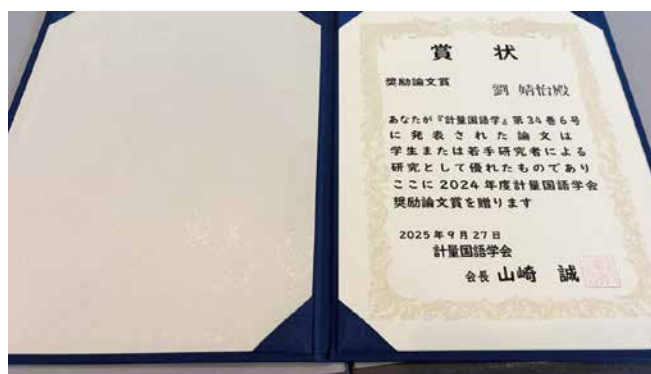 賞 状
奨励論文賞
劉 婧怡殿
あなたが『計量国語学』第34巻6号
に発表された論文は
学生または若手研究者による
研究として優れたものであり
ここに2024年度計量国語学会
奨励論文賞を贈ります
2025年9月27日
計量国語学会
会長 山崎 誠